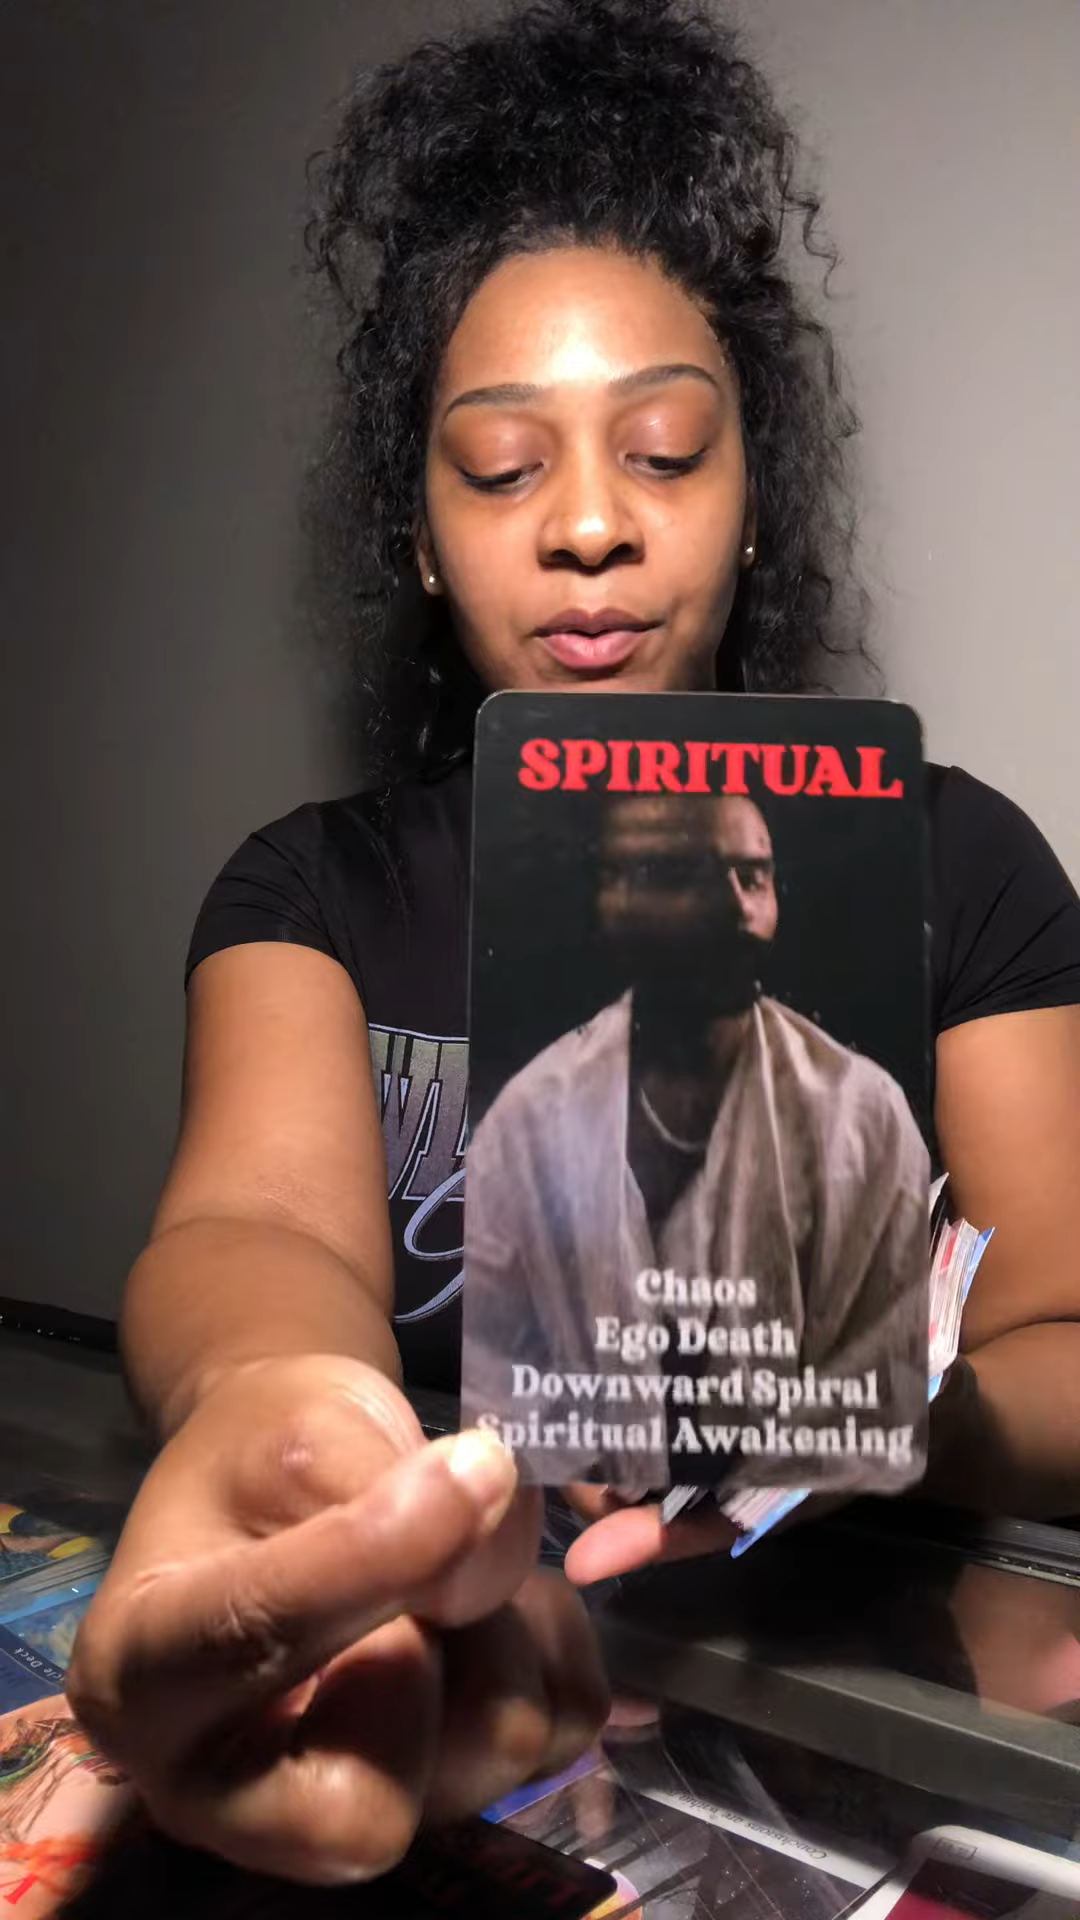 SPIRITUAL
Chaos
Ego Death
Downward Spiral
Spiritual Awakening